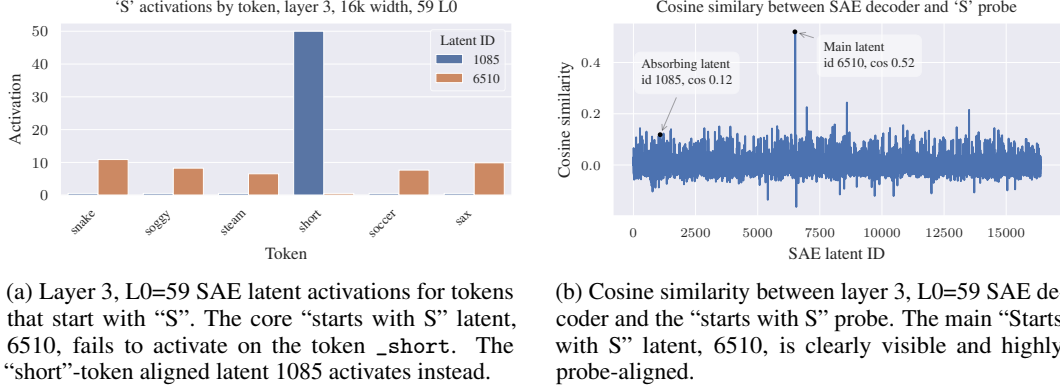 'S' activations by token, layer 3, 16k width, 59 L0
Latent ID
1085
6510
Activation
50
40
30
20
10
0
snake
soggy
steam
short
soccer
sax
Token
Cosine similary between SAE decoder and 'S' probe
Main latent
id 6510, cos 0.52
Absorbing latent
id 1085, cos 0.12
Cosine similarity
0.4
0.2
0.0
0 2500 5000 7500 10000 12500 15000
SAE latent ID
(a) Layer 3, L0=59 SAE latent activations for tokens
that start with “S”. The core “starts with S” latent,
6510, fails to activate on the token _short. The
“short”-token aligned latent 1085 activates instead.
(b) Cosine similarity between layer 3, L0=59 SAE de
coder and the “starts with S” probe. The main “Starts
with S” latent, 6510, is clearly visible and highly
probe-aligned.